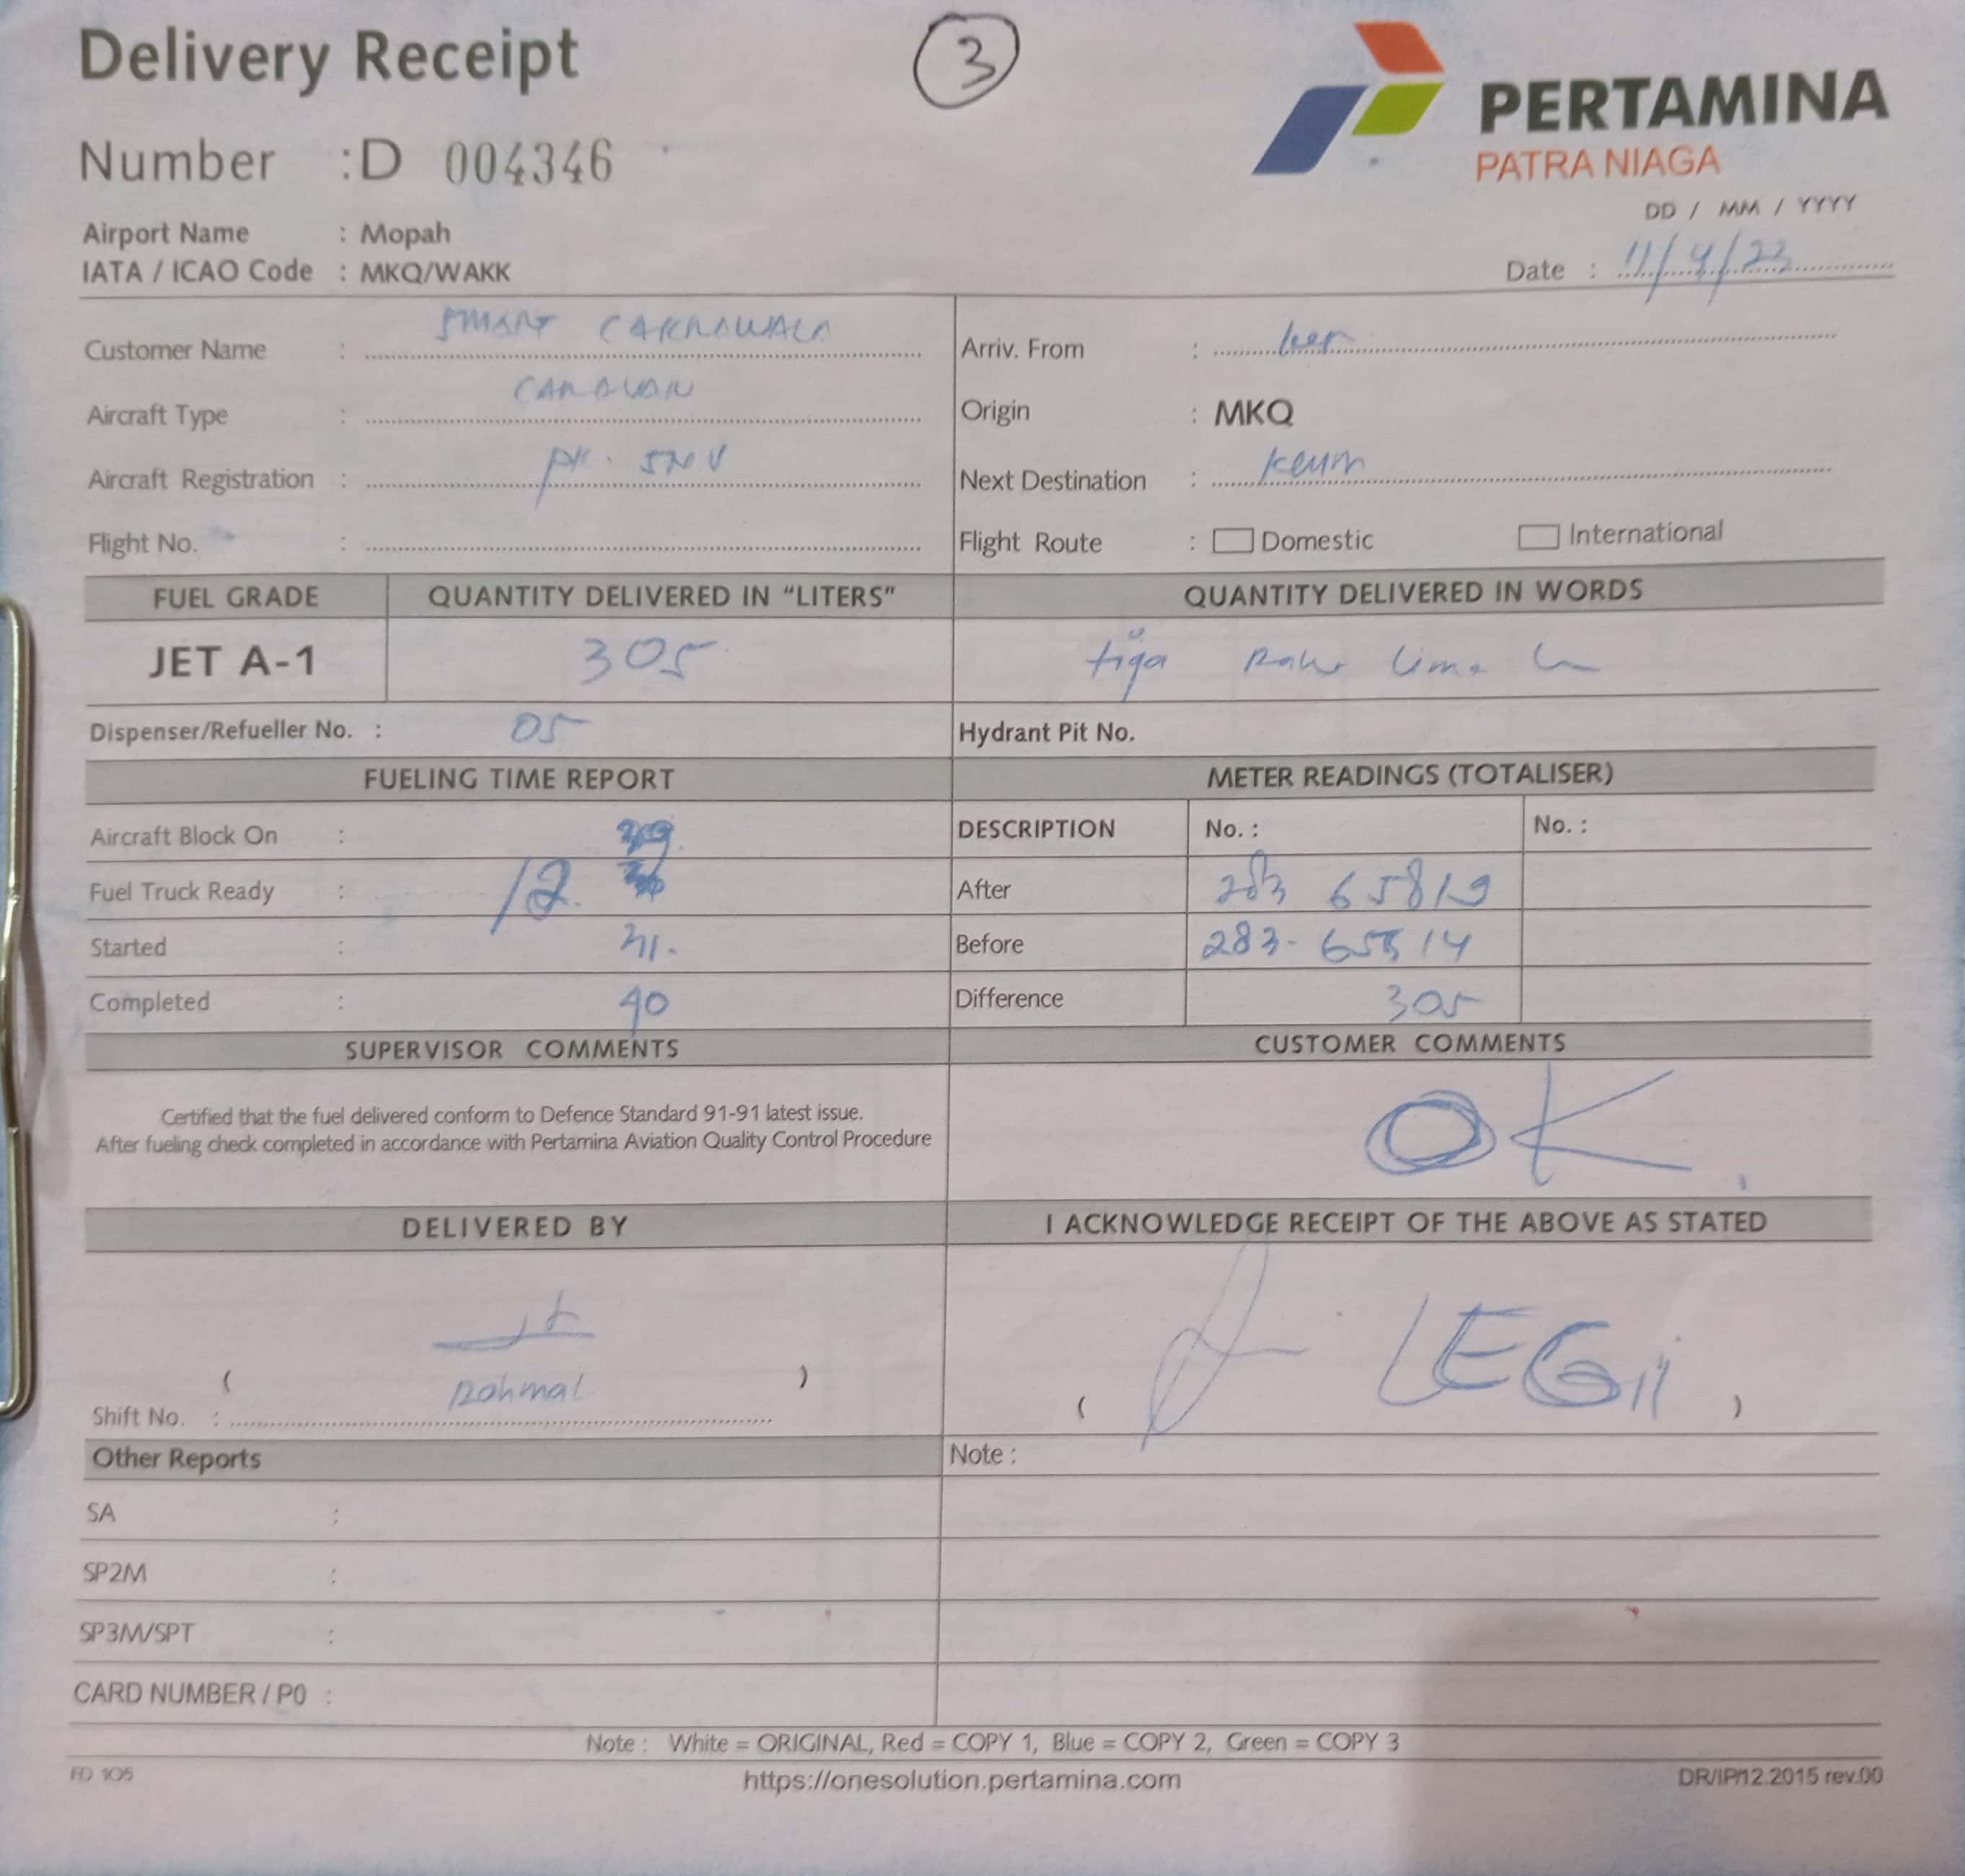 Delivery Receipt
3
PERTAMINA
PATRA NIAGA
Number : D 004346
DD / MM / YYYY
Airport Name : Mopah
IATA / ICAO Code : MKQ/WAKK
Date : 11/4/23
Customer Name : SMART CAKRAWALA
Arriv. From :
Aircraft Type : CARAVAN
Origin : MKQ
Aircraft Registration : PK. SNV
Next Destination :
Flight No. :
Flight Route : Domestic International
FUEL GRADE QUANTITY DELIVERED IN "LITERS" QUANTITY DELIVERED IN WORDS
JET A-1 305 tiga lima
Dispenser/Refueller No. : 05
Hydrant Pit No.
FUELING TIME REPORT METER READINGS (TOTALISER)
Aircraft Block On :
DESCRIPTION No. : No. :
Fuel Truck Ready : 12.
After 283 65819
Started : 31.
Before 283-65514
Completed : 40
Difference 305
SUPERVISOR COMMENTS CUSTOMER COMMENTS
Certified that the fuel delivered conform to Defence Standard 91-91 latest issue.
After fueling check completed in accordance with Pertamina Aviation Quality Control Procedure
OK
DELIVERED BY I ACKNOWLEDGE RECEIPT OF THE ABOVE AS STATED
( Rahmal )
Shift No. :
( )
Other Reports Note :
SA :
SP2M :
SP3M/SPT :
CARD NUMBER / PO :
Note : White = ORIGINAL, Red = COPY 1, Blue = COPY 2, Green = COPY 3
FD 105 https://onesolution.pertamina.com DR/IP/12.2015 rev.00